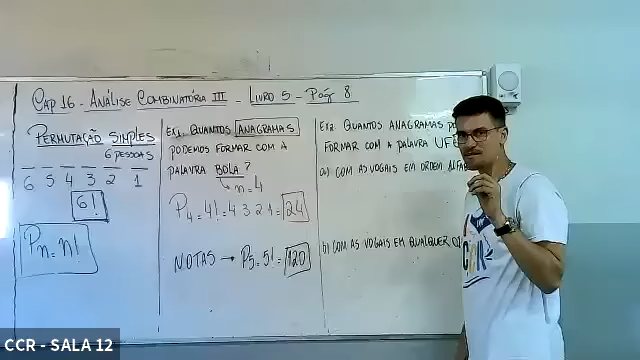 CAP 16 - ANÁLISE COMBINATÓRIA III - LIVRO 5 - PÁG 8
PERMUTAÇÃO SIMPLES
6 PESSOAS
6 5 4 3 2 1
6!
Pn = n!
EX1. QUANTOS ANAGRAMAS
PODEMOS FORMAR COM A
PALAVRA BOLA?
n = 4
P4 = 4! = 4 3 2 1 = 24
NOTAS → P5 = 5! = 120
EX2. QUANTOS ANAGRAMAS
FORMAR COM A PALAVRA
a) COM AS VOGAIS EM ORDEM
b) COM AS VOGAIS EM QUALQUER
CCR - SALA 12